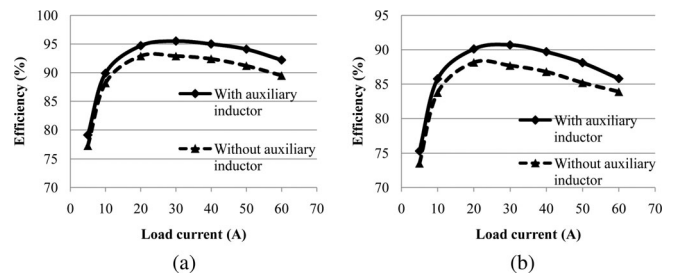 100
95
90
85
80
75
70
Efficiency (%)
With auxiliary
inductor
Without auxiliary
inductor
0 10 20 30 40 50 60 70
Load current (A)
(a)
95
90
85
80
75
70
Efficiency (%)
With auxiliary
inductor
Without auxiliary
inductor
0 10 20 30 40 50 60 70
Load current (A)
(b)